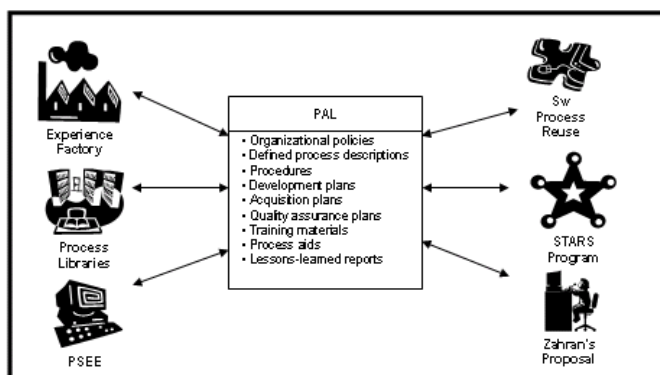 Experience
Factory
Process
Libraries
PSEE
PAL
• Organizational policies
• Defined process descriptions
• Procedures
• Development plans
• Acquisition plans
• Quality assurance plans
• Training materials
• Process aids
• Lessons-learned reports
Sw
Process
Reuse
STARS
Program
Zahran's
Proposal